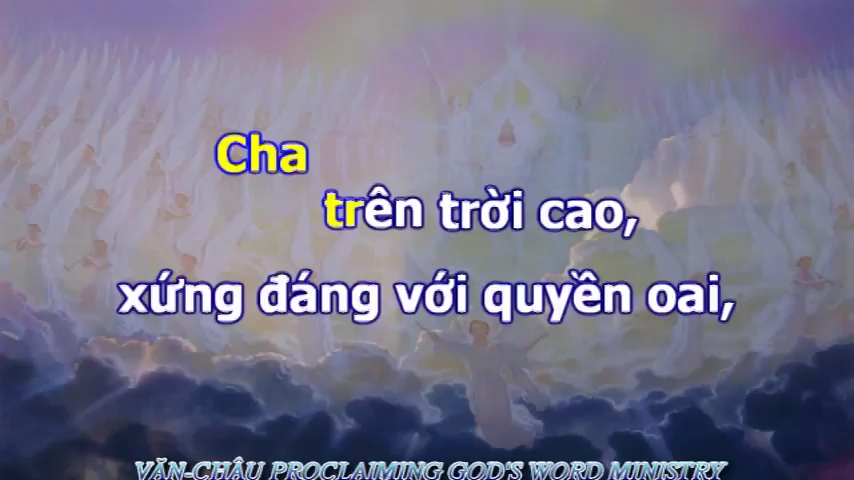 Cha
trên trời cao,
xứng đáng với quyền oai,
VĂN-CHÂU PROCLAIMING GOD'S WORD MINISTRY